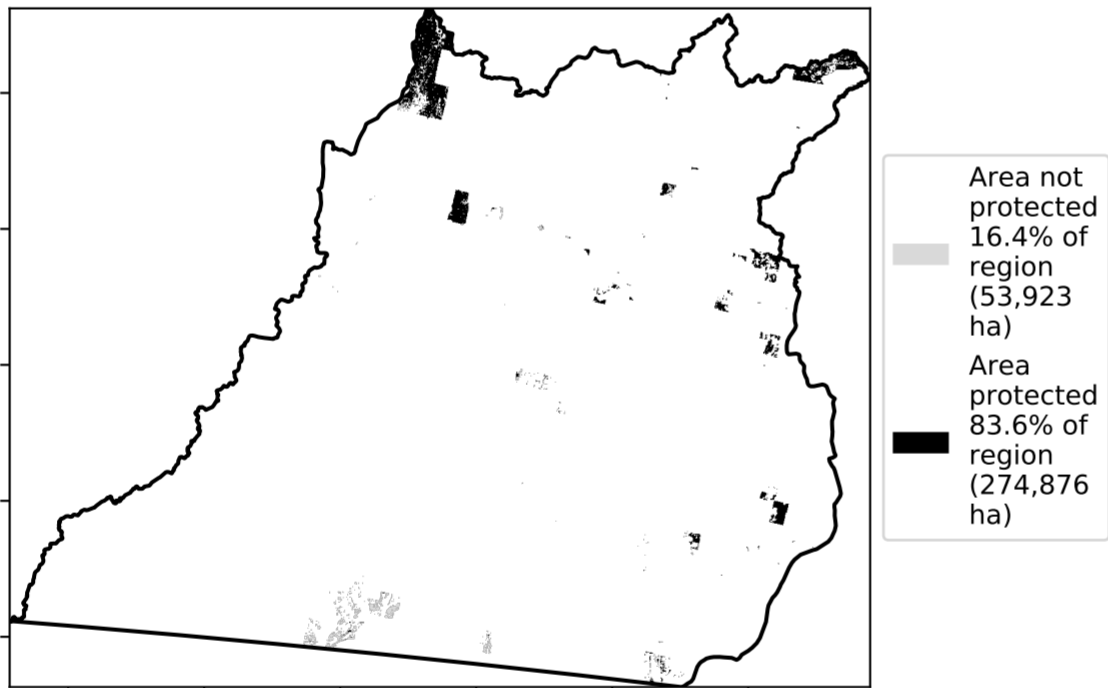 Area not
protected
16.4% of
region
(53,923
ha)
Area
protected
83.6% of
region
(274,876
ha)